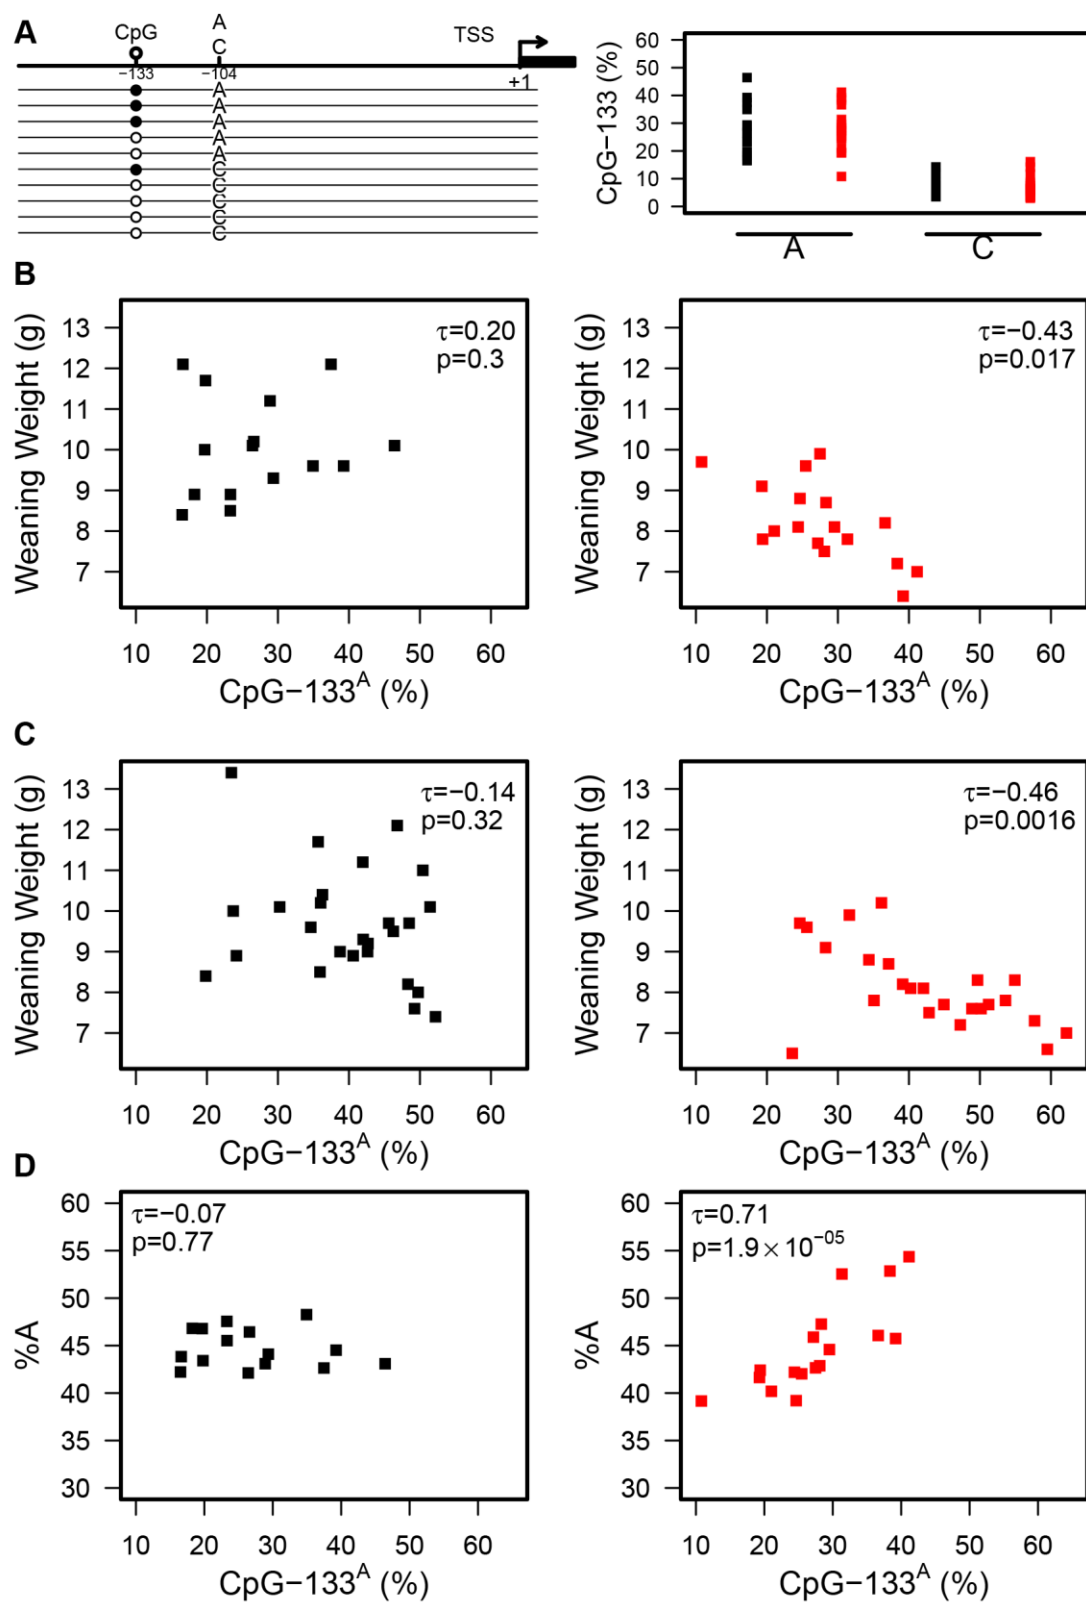 A
CpG
A
C
TSS
−133
−104
+1
A
A
A
A
A
C
C
C
C
C
CpG−133 (%)
60
50
40
30
20
10
0
A
C
B
Weaning Weight (g)
13
12
11
10
9
8
7
τ=0.20
p=0.3
10 20 30 40 50 60
CpG−133^A (%)
Weaning Weight (g)
13
12
11
10
9
8
7
τ=−0.43
p=0.017
10 20 30 40 50 60
CpG−133^A (%)
C
Weaning Weight (g)
13
12
11
10
9
8
7
τ=−0.14
p=0.32
10 20 30 40 50 60
CpG−133^A (%)
Weaning Weight (g)
13
12
11
10
9
8
7
τ=−0.46
p=0.0016
10 20 30 40 50 60
CpG−133^A (%)
D
%A
60
55
50
45
40
35
30
τ=−0.07
p=0.77
10 20 30 40 50 60
CpG−133^A (%)
%A
60
55
50
45
40
35
30
τ=0.71
p=1.9×10^−05
10 20 30 40 50 60
CpG−133^A (%)